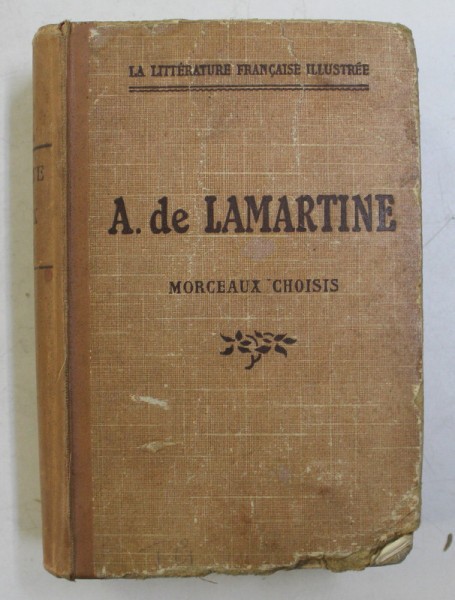 LA LITTÉRATURE FRANÇAISE ILLUSTRÉE
A. de LAMARTINE
MORCEAUX CHOISIS